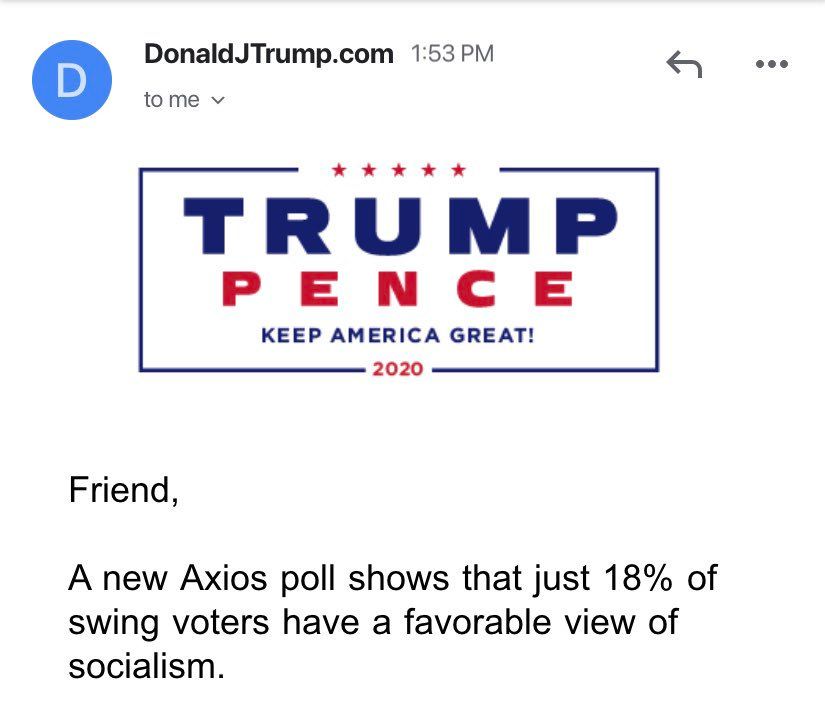 D
DonaldJTrump.com 1:53 PM
to me
TRUMP
PENCE
KEEP AMERICA GREAT!
2020
Friend,
A new Axios poll shows that just 18% of
swing voters have a favorable view of
socialism.